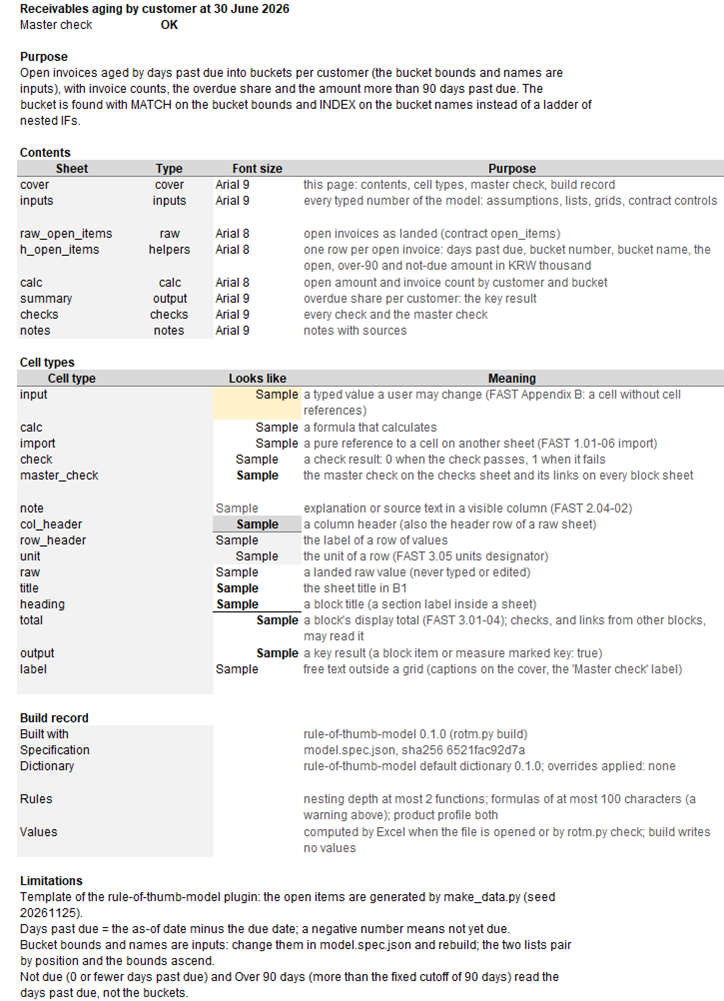 Receivables aging by customer at 30 June 2026
Master check OK
Purpose
Open invoices aged by days past due into buckets per customer (the bucket bounds and names are
inputs), with invoice counts, the overdue share and the amount more than 90 days past due. The
bucket is found with MATCH on the bucket bounds and INDEX on the bucket names instead of a ladder of
nested IFs.
Contents
Sheet Type Font size Purpose
cover cover Arial 9 this page: contents, cell types, master check, build record
inputs inputs Arial 9 every typed number of the model: assumptions, lists, grids, contract controls
raw_open_items raw Arial 8 open invoices as landed (contract open_items)
h_open_items helpers Arial 8 one row per open invoice: days past due, bucket number, bucket name, the
open, over-90 and not-due amount in KRW thousand
calc calc Arial 8 open amount and invoice count by customer and bucket
summary output Arial 9 overdue share per customer: the key result
checks checks Arial 9 every check and the master check
notes notes Arial 9 notes with sources
Cell types
Cell type Looks like Meaning
input Sample a typed value a user may change (FAST Appendix B: a cell without cell
references)
calc Sample a formula that calculates
import Sample a pure reference to a cell on another sheet (FAST 1.01-06 import)
check Sample a check result: 0 when the check passes, 1 when it fails
master_check Sample the master check on the checks sheet and its links on every block sheet
note Sample explanation or source text in a visible column (FAST 2.04-02)
col_header Sample a column header (also the header row of a raw sheet)
row_header Sample the label of a row of values
unit Sample the unit of a row (FAST 3.05 units designator)
raw Sample a landed raw value (never typed or edited)
title Sample the sheet title in B1
heading Sample a block title (a section label inside a sheet)
total Sample a block's display total (FAST 3.01-04); checks, and links from other blocks,
may read it
output Sample a key result (a block item or measure marked key: true)
label Sample free text outside a grid (captions on the cover, the 'Master check' label)
Build record
Built with rule-of-thumb-model 0.1.0 (rotm.py build)
Specification model.spec.json, sha256 6521fac92d7a
Dictionary rule-of-thumb-model default dictionary 0.1.0; overrides applied: none
Rules nesting depth at most 2 functions; formulas of at most 100 characters (a
warning above); product profile both
Values computed by Excel when the file is opened or by rotm.py check; build writes
no values
Limitations
Template of the rule-of-thumb-model plugin: the open items are generated by make_data.py (seed
20261125).
Days past due = the as-of date minus the due date; a negative number means not yet due.
Bucket bounds and names are inputs: change them in model.spec.json and rebuild; the two lists pair
by position and the bounds ascend.
Not due (0 or fewer days past due) and Over 90 days (more than the fixed cutoff of 90 days) read the
days past due, not the buckets.